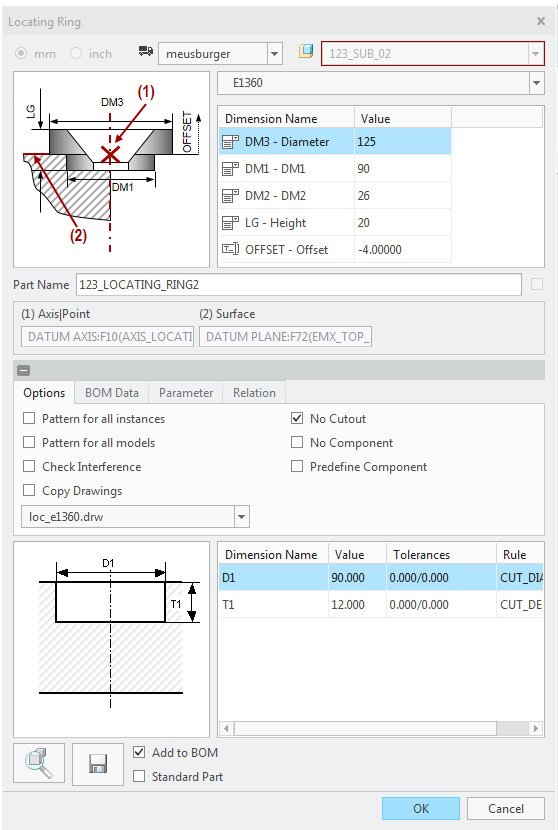 Locating Ring
mm inch meusburger 123_SUB_02
E1360
(1)
DM3
LG
OFFSET
DM1
(2)
Dimension Name Value
DM3 - Diameter 125
DM1 - DM1 90
DM2 - DM2 26
LG - Height 20
OFFSET - Offset -4.00000
Part Name 123_LOCATING_RING2
(1) Axis|Point (2) Surface
DATUM AXIS:F10(AXIS_LOCATI DATUM PLANE:F72(EMX_TOP_
Options BOM Data Parameter Relation
Pattern for all instances No Cutout
Pattern for all models No Component
Check Interference Predefine Component
Copy Drawings
loc_e1360.drw
D1
T1
Dimension Name Value Tolerances Rule
D1 90.000 0.000/0.000 CUT_DIA
T1 12.000 0.000/0.000 CUT_DE
Add to BOM
Standard Part
OK Cancel